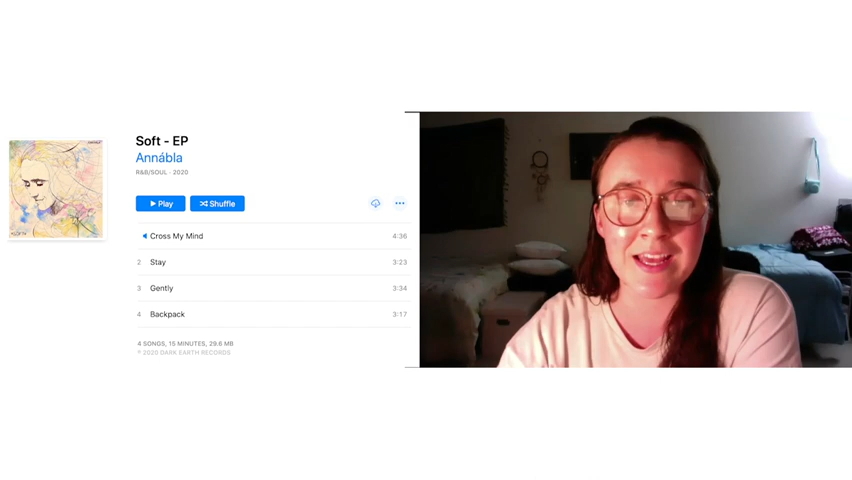 Soft - EP
Annábla
R&B/SOUL · 2020
Play
Shuffle
Cross My Mind 4:36
2 Stay 3:23
3 Gently 3:34
4 Backpack 3:17
4 SONGS, 15 MINUTES, 29.6 MB
℗ 2020 DARK EARTH RECORDS